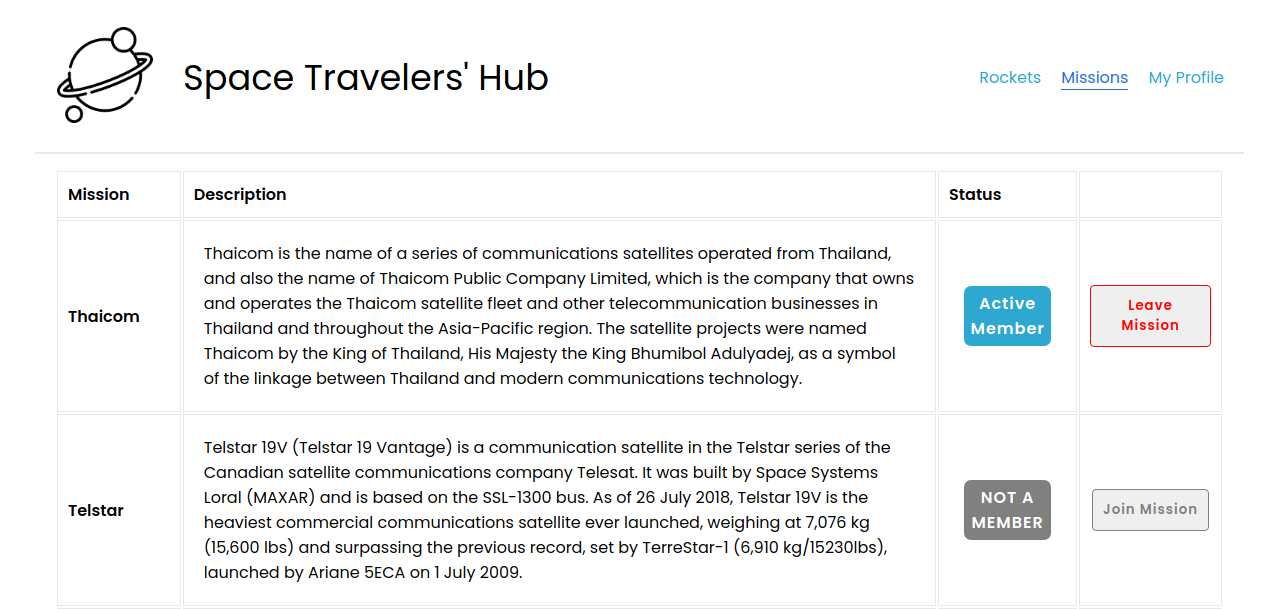 Space Travelers' Hub
Rockets Missions My Profile
Mission Description Status
Thaicom
Thaicom is the name of a series of communications satellites operated from Thailand,
and also the name of Thaicom Public Company Limited, which is the company that owns
and operates the Thaicom satellite fleet and other telecommunication businesses in
Thailand and throughout the Asia-Pacific region. The satellite projects were named
Thaicom by the King of Thailand, His Majesty the King Bhumibol Adulyadej, as a symbol
of the linkage between Thailand and modern communications technology.
Active
Member
Leave
Mission
Telstar
Telstar 19V (Telstar 19 Vantage) is a communication satellite in the Telstar series of the
Canadian satellite communications company Telesat. It was built by Space Systems
Loral (MAXAR) and is based on the SSL-1300 bus. As of 26 July 2018, Telstar 19V is the
heaviest commercial communications satellite ever launched, weighing at 7,076 kg
(15,600 lbs) and surpassing the previous record, set by TerreStar-1 (6,910 kg/15230lbs),
launched by Ariane 5ECA on 1 July 2009.
NOT A
MEMBER
Join Mission